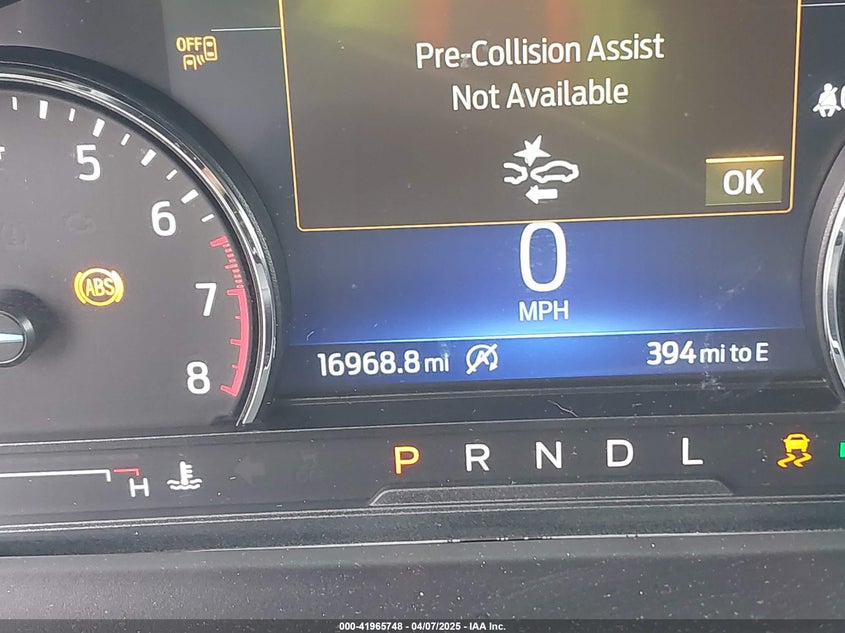 OFF
Pre-Collision Assist
Not Available
OK
5
6
7
8
ABS
0
MPH
16968.8 mi
A
394 mi to E
H
P R N D L
000-41965748 - 04/07/2025 - IAA Inc.